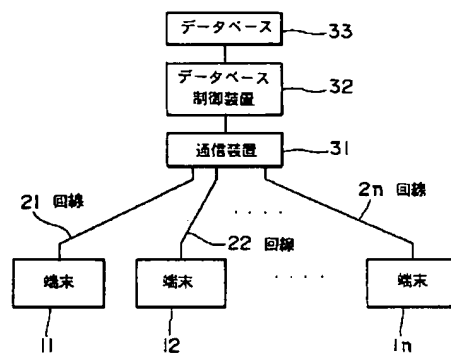 データベース 33
データベース
制御装置 32
通信装置 31
21 回線
22 回線
2n 回線
端末 端末 端末
11 12 1n